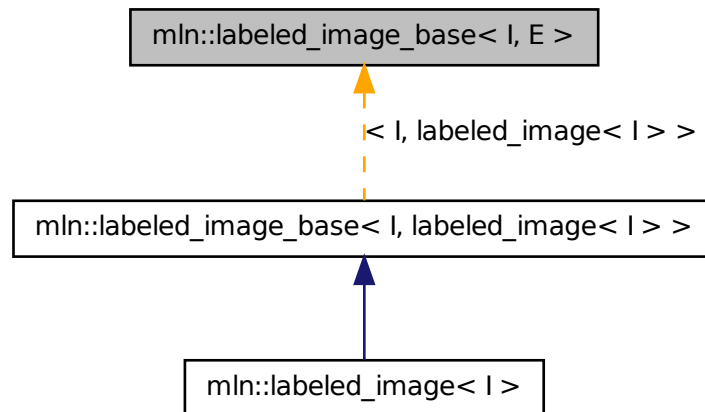 mln::labeled_image_base< I, E >
< I, labeled_image< I > >
mln::labeled_image_base< I, labeled_image< I > >
mln::labeled_image< I >